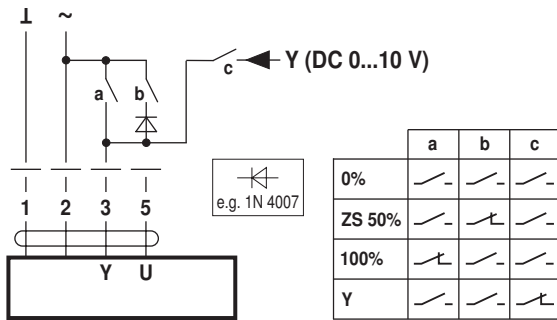 ⊥ ~
c Y (DC 0...10 V)
a b
1 2 3 5
e.g. 1N 4007
Y U
a b c
0%
ZS 50%
100%
Y